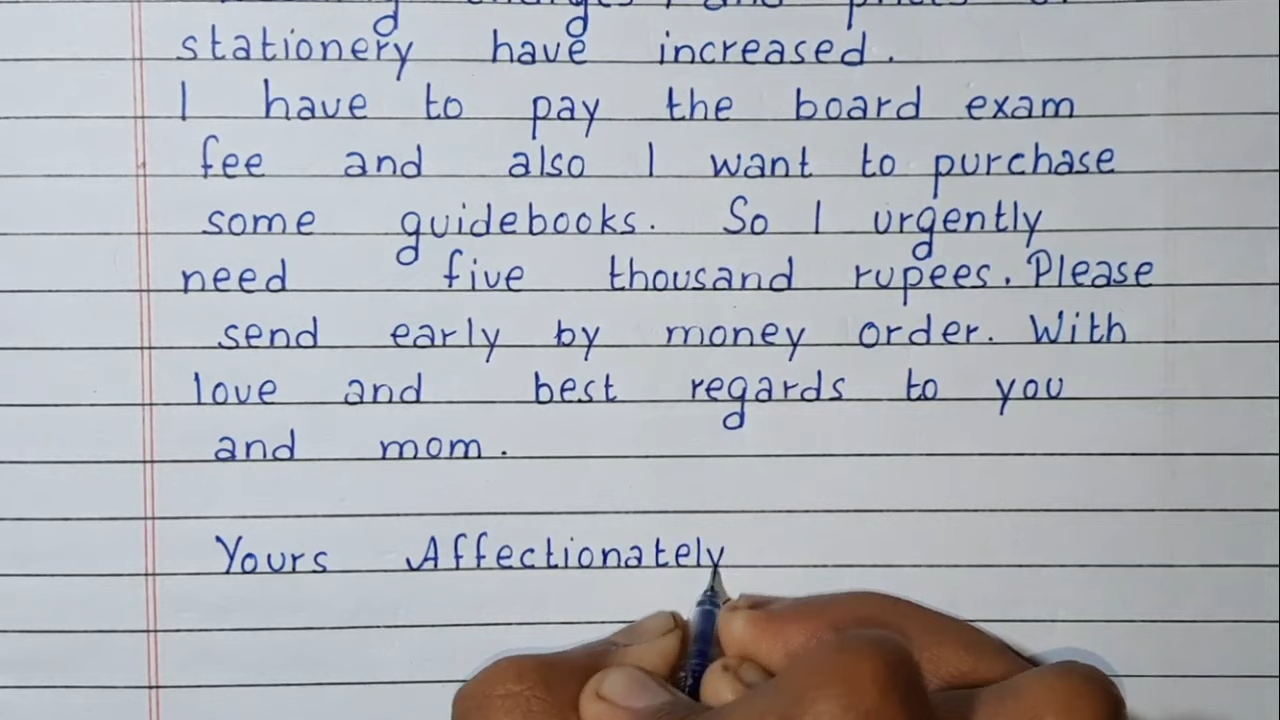 stationery have increased.
I have to pay the board exam
fee and also I want to purchase
some guidebooks. So I urgently
need five thousand rupees. Please
send early by money order. With
love and best regards to you
and mom.
Yours Affectionately